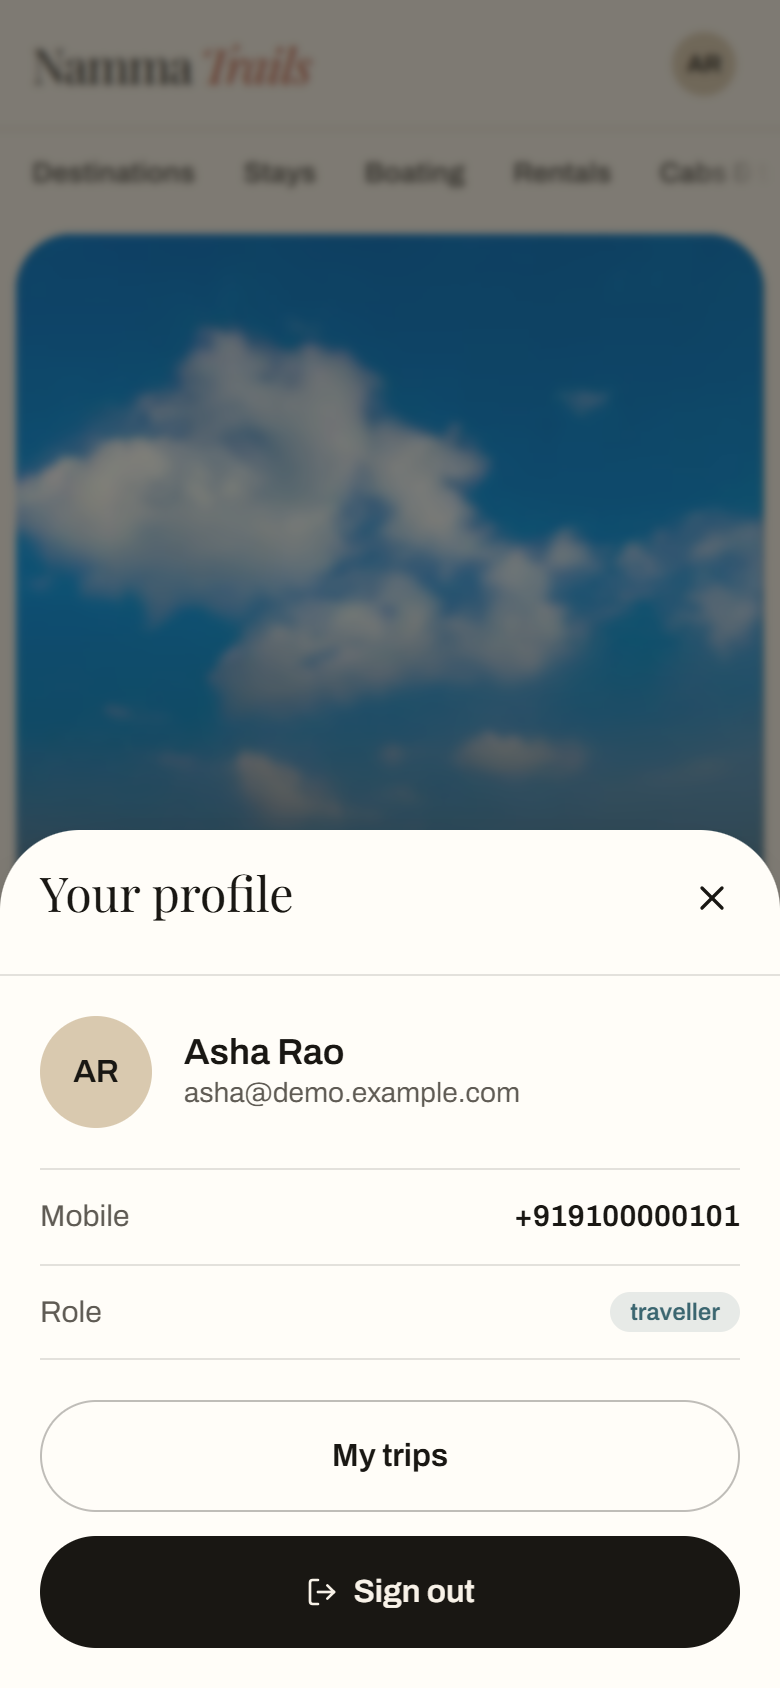 Namma Trails
AR
Destinations Stays Boating Rentals Cabs
Your profile
AR
Asha Rao
asha@demo.example.com
Mobile +919100000101
Role traveller
My trips
Sign out